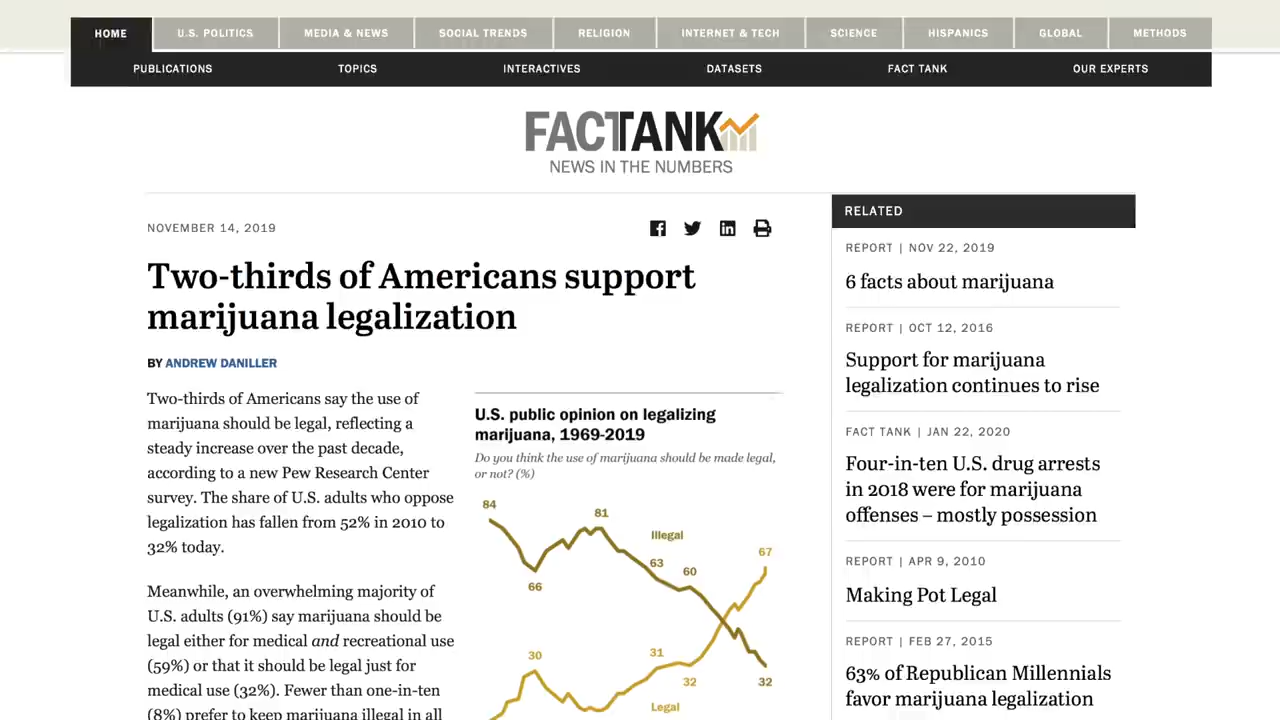 HOME
U.S. POLITICS
MEDIA & NEWS
SOCIAL TRENDS
RELIGION
INTERNET & TECH
SCIENCE
HISPANICS
GLOBAL
METHODS
PUBLICATIONS
TOPICS
INTERACTIVES
DATASETS
FACT TANK
OUR EXPERTS
FACTTANK
NEWS IN THE NUMBERS
NOVEMBER 14, 2019
Two-thirds of Americans support
marijuana legalization
BY ANDREW DANILLER
Two-thirds of Americans say the use of
marijuana should be legal, reflecting a
steady increase over the past decade,
according to a new Pew Research Center
survey. The share of U.S. adults who oppose
legalization has fallen from 52% in 2010 to
32% today.
Meanwhile, an overwhelming majority of
U.S. adults (91%) say marijuana should be
legal either for medical and recreational use
(59%) or that it should be legal just for
medical use (32%). Fewer than one-in-ten
(8%) prefer to keep marijuana illegal in all
U.S. public opinion on legalizing
marijuana, 1969-2019
Do you think the use of marijuana should be made legal,
or not? (%)
84
81
Illegal
67
63
60
66
30
31
32
32
Legal
RELATED
REPORT | NOV 22, 2019
6 facts about marijuana
REPORT | OCT 12, 2016
Support for marijuana
legalization continues to rise
FACT TANK | JAN 22, 2020
Four-in-ten U.S. drug arrests
in 2018 were for marijuana
offenses – mostly possession
REPORT | APR 9, 2010
Making Pot Legal
REPORT | FEB 27, 2015
63% of Republican Millennials
favor marijuana legalization